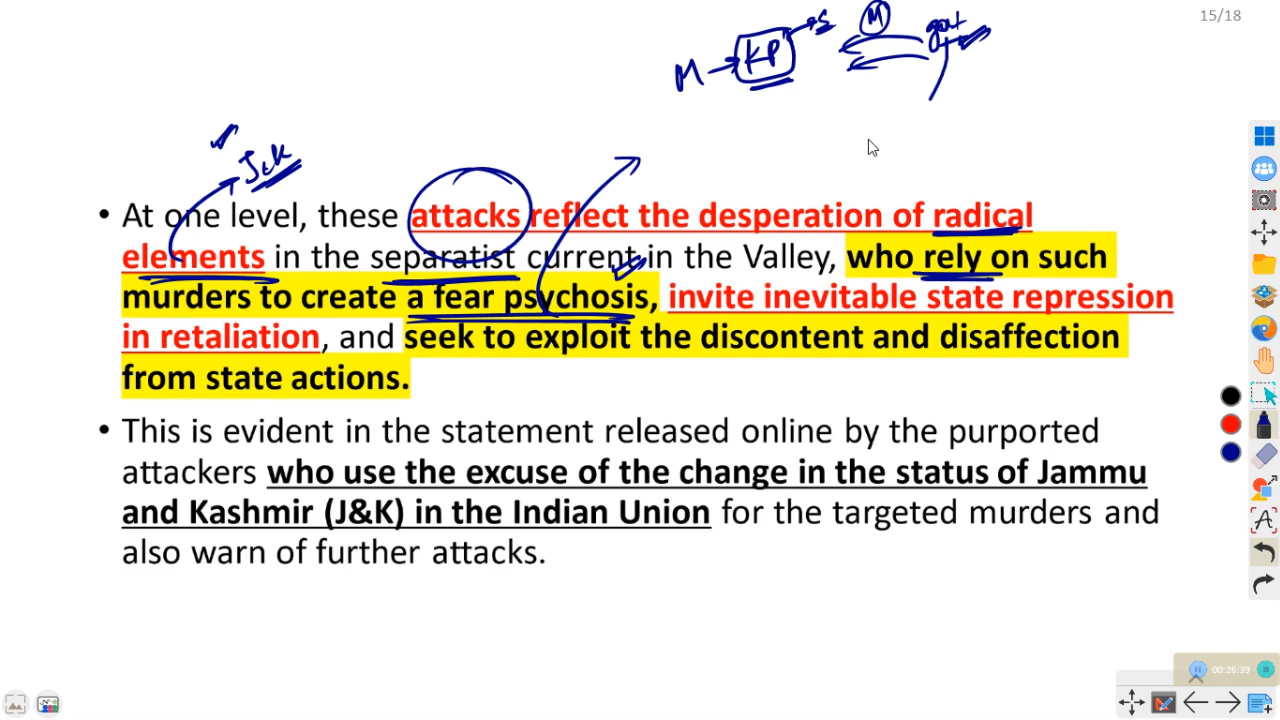 15/18
M → KP → S M govt
J&K
• At one level, these attacks reflect the desperation of radical
elements in the separatist current in the Valley, who rely on such
murders to create a fear psychosis, invite inevitable state repression
in retaliation, and seek to exploit the discontent and disaffection
from state actions.
• This is evident in the statement released online by the purported
attackers who use the excuse of the change in the status of Jammu
and Kashmir (J&K) in the Indian Union for the targeted murders and
also warn of further attacks.
00:26:39